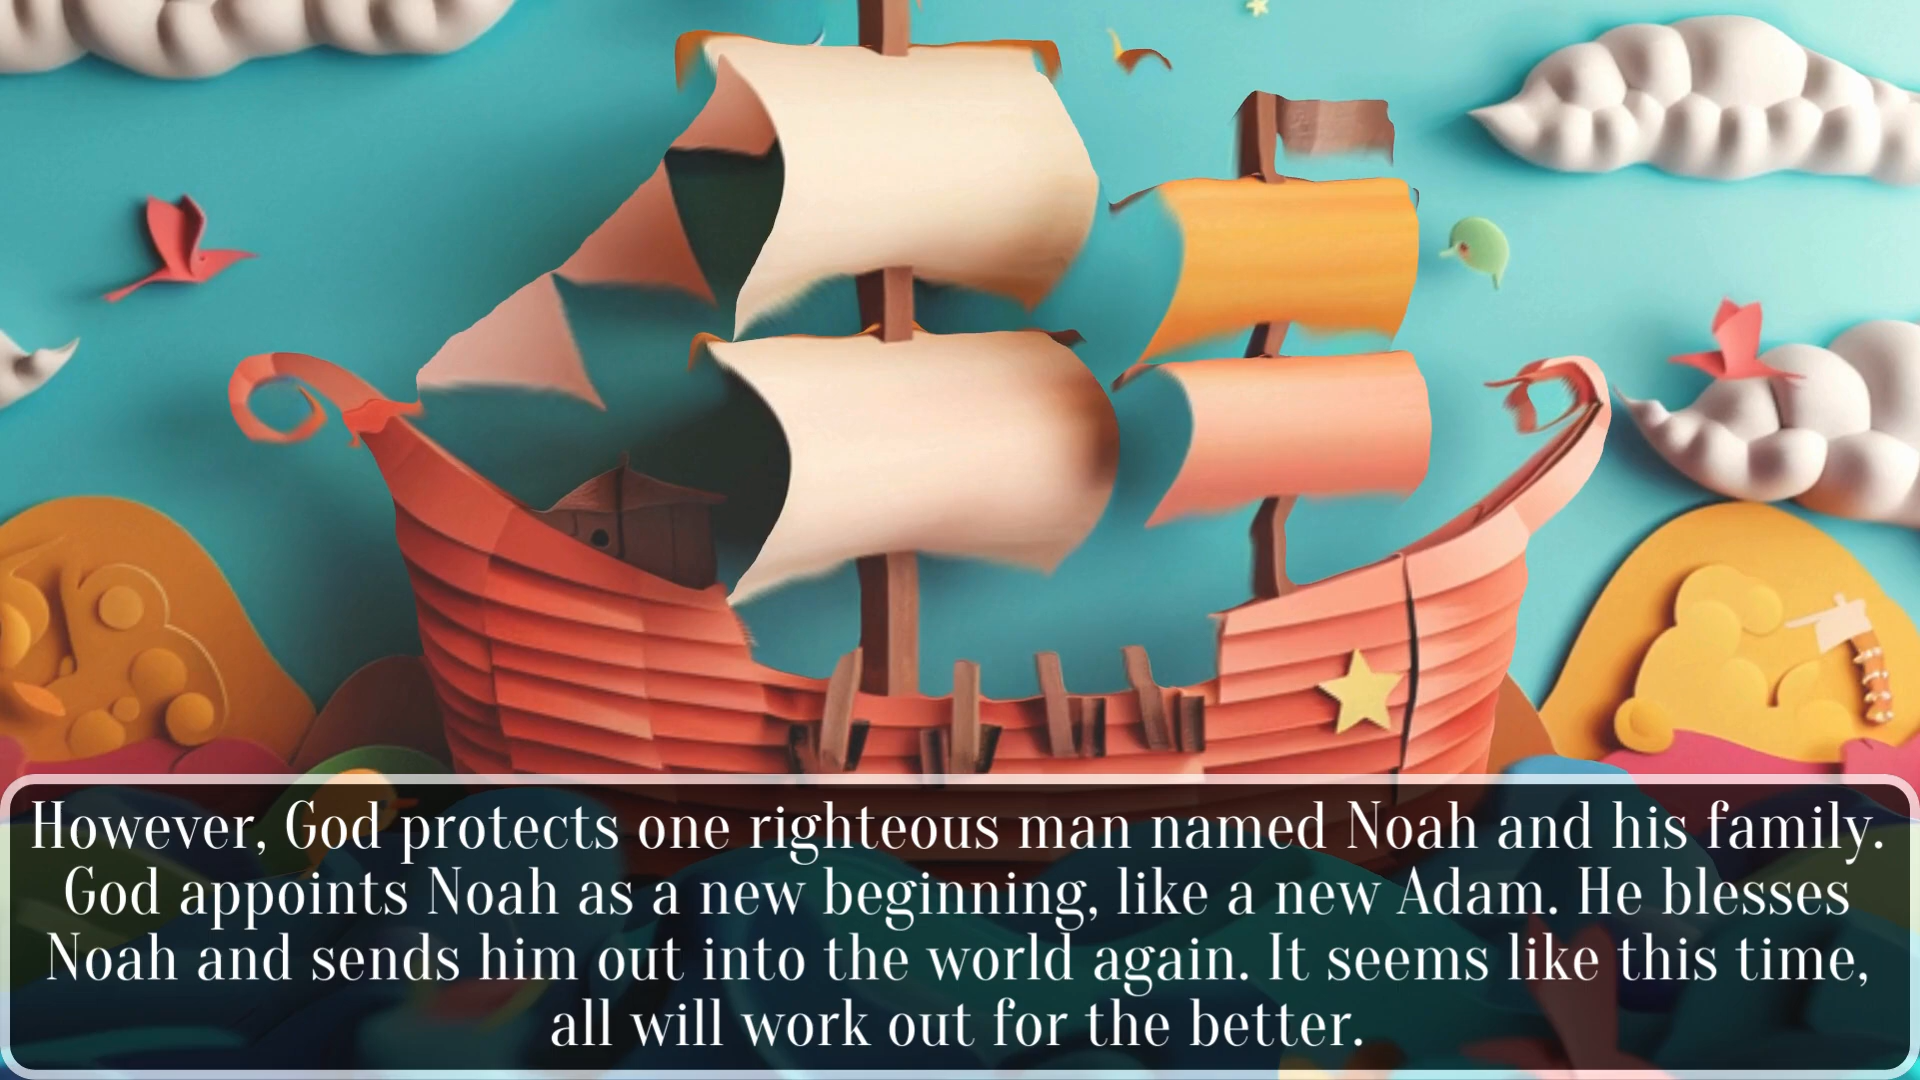 However, God protects one righteous man named Noah and his family.
God appoints Noah as a new beginning, like a new Adam. He blesses
Noah and sends him out into the world again. It seems like this time,
all will work out for the better.